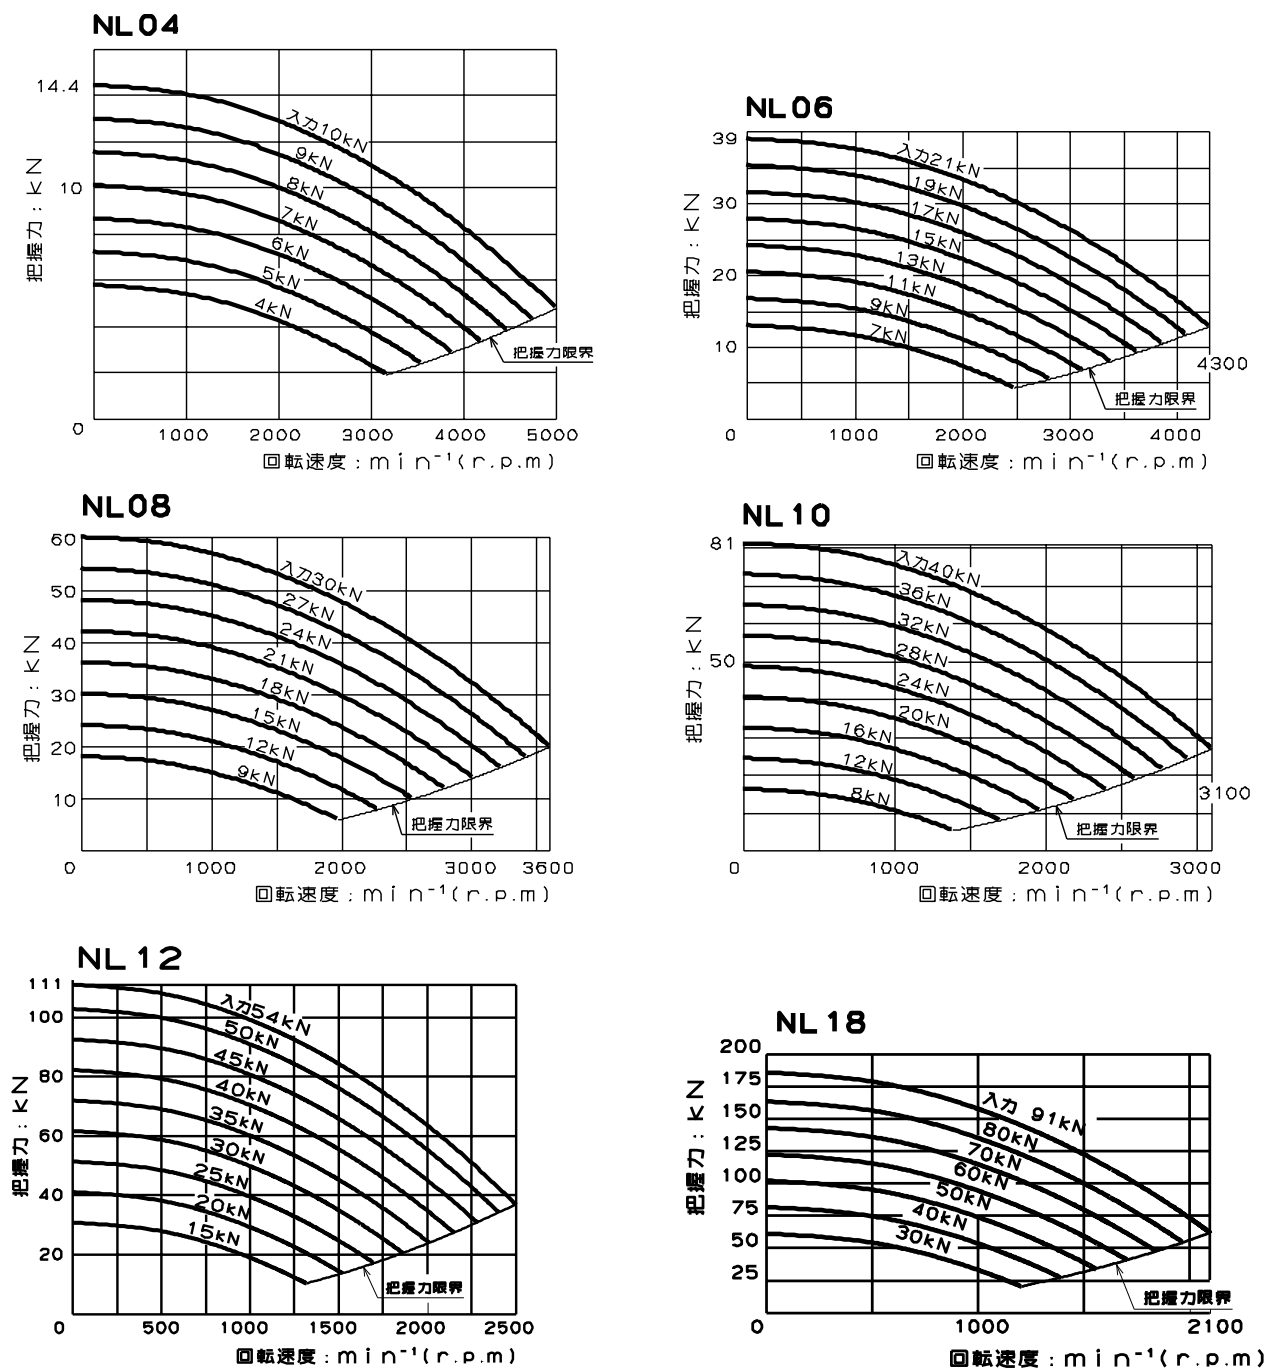 NL04
14.4
10
0
把握力:kN
入力10kN
9kN
8kN
7kN
6kN
5kN
4kN
把握力限界
1000 2000 3000 4000 5000
回転速度:min⁻¹(r.p.m)
NL06
39
30
20
10
0
把握力:kN
入力21kN
19kN
17kN
15kN
13kN
11kN
9kN
7kN
4300
把握力限界
1000 2000 3000 4000
回転速度:min⁻¹(r.p.m)
NL08
60
50
40
30
20
10
0
把握力:kN
入力30kN
27kN
24kN
21kN
18kN
15kN
12kN
9kN
把握力限界
1000 2000 3000 3600
回転速度:min⁻¹(r.p.m)
NL10
81
50
0
把握力:kN
入力40kN
36kN
32kN
28kN
24kN
20kN
16kN
12kN
8kN
3100
把握力限界
1000 2000 3000
回転速度:min⁻¹(r.p.m)
NL12
111
100
80
60
40
20
0
把握力:kN
入力54kN
50kN
45kN
40kN
35kN
30kN
25kN
20kN
15kN
把握力限界
500 1000 1500 2000 2500
回転速度:min⁻¹(r.p.m)
NL18
200
175
150
125
100
75
50
25
0
把握力:kN
入力 91kN
80kN
70kN
60kN
50kN
40kN
30kN
把握力限界
1000 2100
回転速度:min⁻¹(r.p.m)